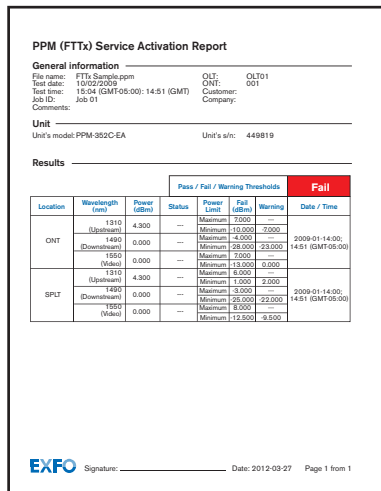 PPM (FTTx) Service Activation Report
General information
File name: FTTx Sample.ppm OLT: OLT01
Test date: 10/02/2009 ONT: 001
Test time: 15:04 (GMT-05:00): 14:51 (GMT) Customer:
Job ID: Job 01 Company:
Comments:
Unit
Unit's model: PPM-352C-EA Unit's s/n: 449819
Results
Pass / Fail / Warning Thresholds Fail
Location Wavelength (nm) Power (dBm) Status Power Limit Fail (dBm) Warning Date / Time
ONT 1310 (Upstream) 4.300 --- Maximum 7.000 ---
Minimum -10.000 -7.000
1490 (Downstream) 0.000 --- Maximum -4.000 ---
Minimum -28.000 -23.000
1550 (Video) 0.000 --- Maximum 7.000 ---
Minimum -13.000 0.000
2009-01-14:00;
14:51 (GMT-05:00)
SPLT 1310 (Upstream) 4.300 --- Maximum 6.000 ---
Minimum 1.000 2.000
1490 (Downstream) 0.000 --- Maximum -3.000 ---
Minimum -25.000 -22.000
1550 (Video) 0.000 --- Maximum 8.000 ---
Minimum -12.500 -9.500
2009-01-14:00;
14:51 (GMT-05:00)
EXFO Signature: Date: 2012-03-27 Page 1 from 1